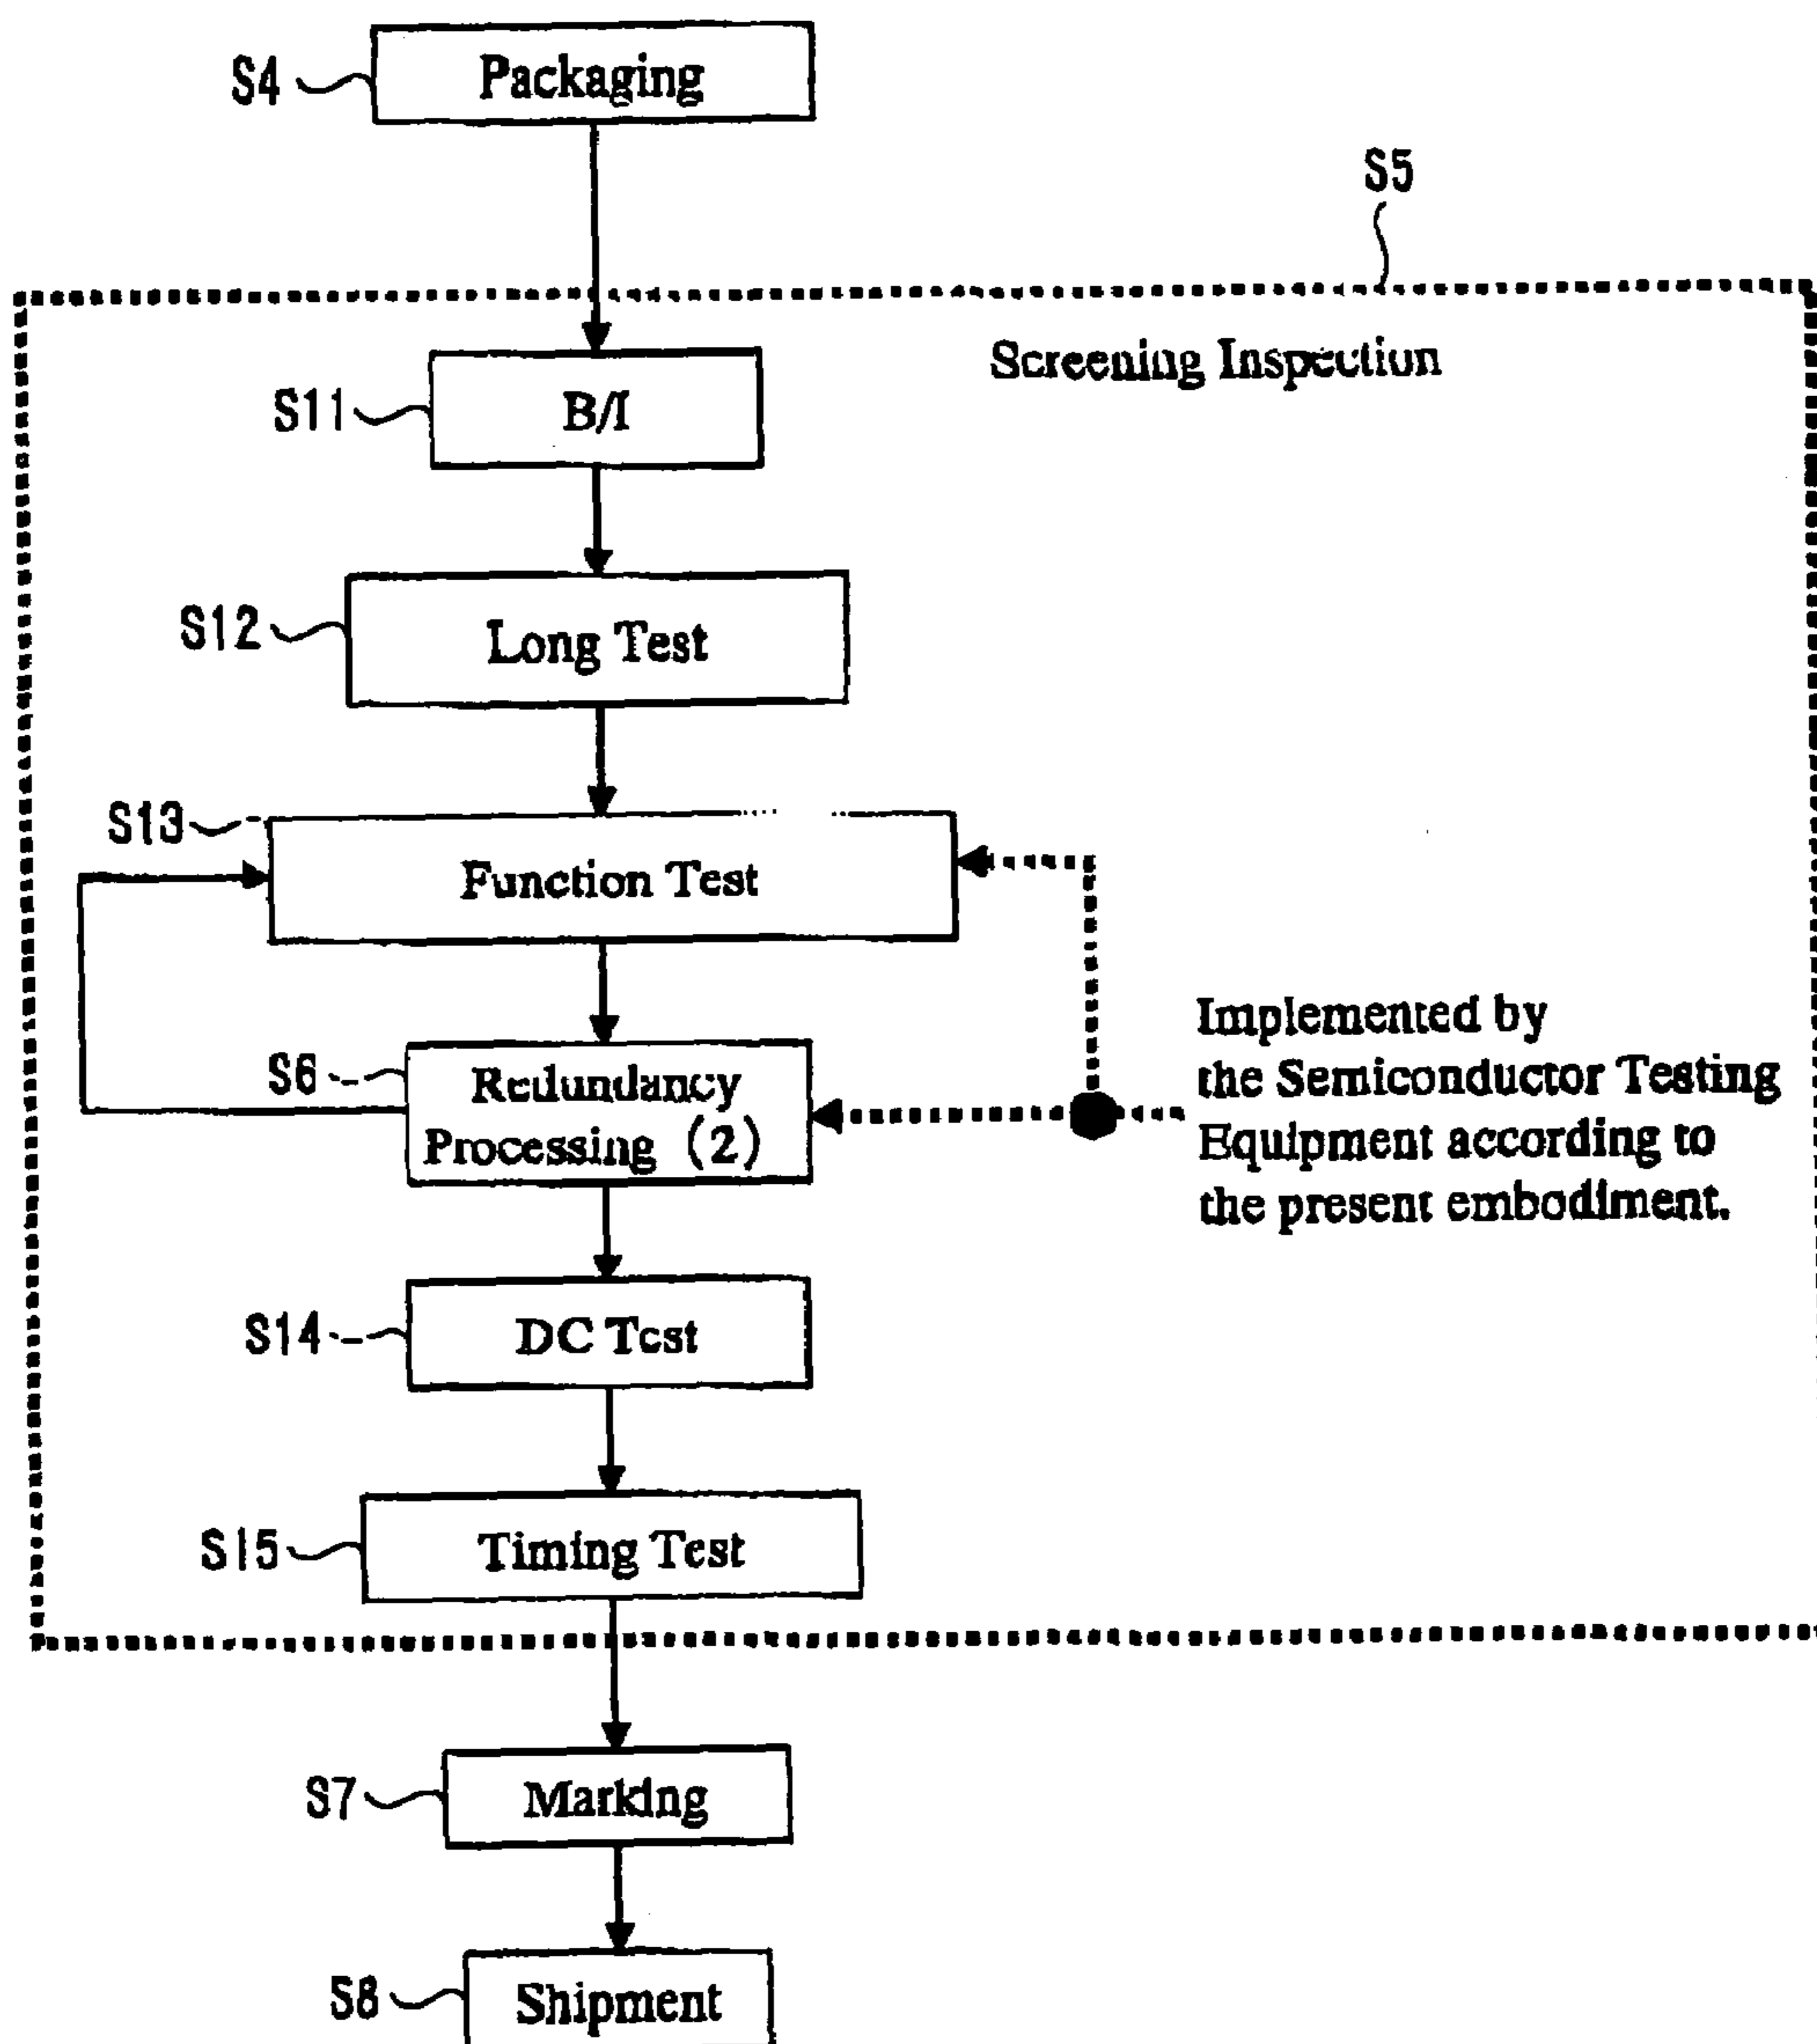 S4
Packaging
S5
Screening Inspection
S11
B/I
S12
Long Test
S13
Function Test
Implemented by
the Semiconductor Testing
Equipment according to
the present embodiment.
S6
Redundancy
Processing (2)
S14
DC Test
S15
Timing Test
S7
Marking
S8
Shipment